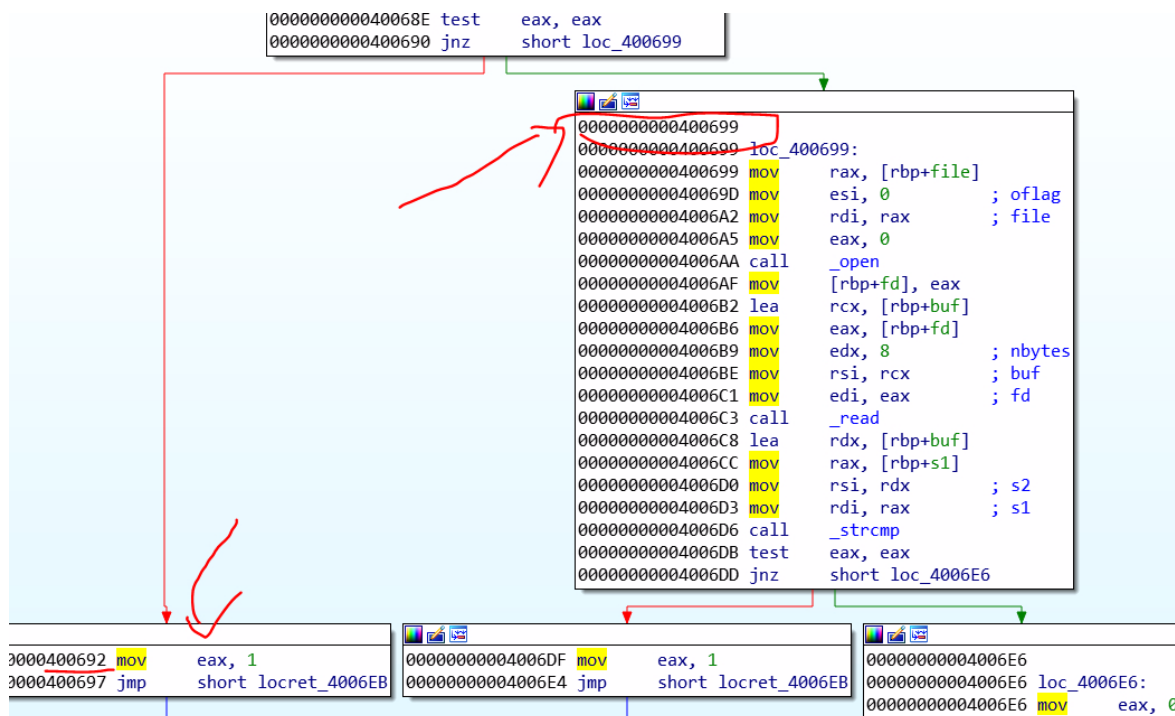 000000000040068E test eax, eax
0000000000400690 jnz short loc_400699
0000000000400699
0000000000400699 loc_400699:
0000000000400699 mov rax, [rbp+file]
000000000040069D mov esi, 0 ; oflag
00000000004006A2 mov rdi, rax ; file
00000000004006A5 mov eax, 0
00000000004006AA call _open
00000000004006AF mov [rbp+fd], eax
00000000004006B2 lea rcx, [rbp+buf]
00000000004006B6 mov eax, [rbp+fd]
00000000004006B9 mov edx, 8 ; nbytes
00000000004006BE mov rsi, rcx ; buf
00000000004006C1 mov edi, eax ; fd
00000000004006C3 call _read
00000000004006C8 lea rdx, [rbp+buf]
00000000004006CC mov rax, [rbp+s1]
00000000004006D0 mov rsi, rdx ; s2
00000000004006D3 mov rdi, rax ; s1
00000000004006D6 call _strcmp
00000000004006DB test eax, eax
00000000004006DD jnz short loc_4006E6
0000400692 mov eax, 1
0000400697 jmp short locret_4006EB
00000000004006DF mov eax, 1
00000000004006E4 jmp short locret_4006EB
00000000004006E6
00000000004006E6 loc_4006E6:
00000000004006E6 mov eax,